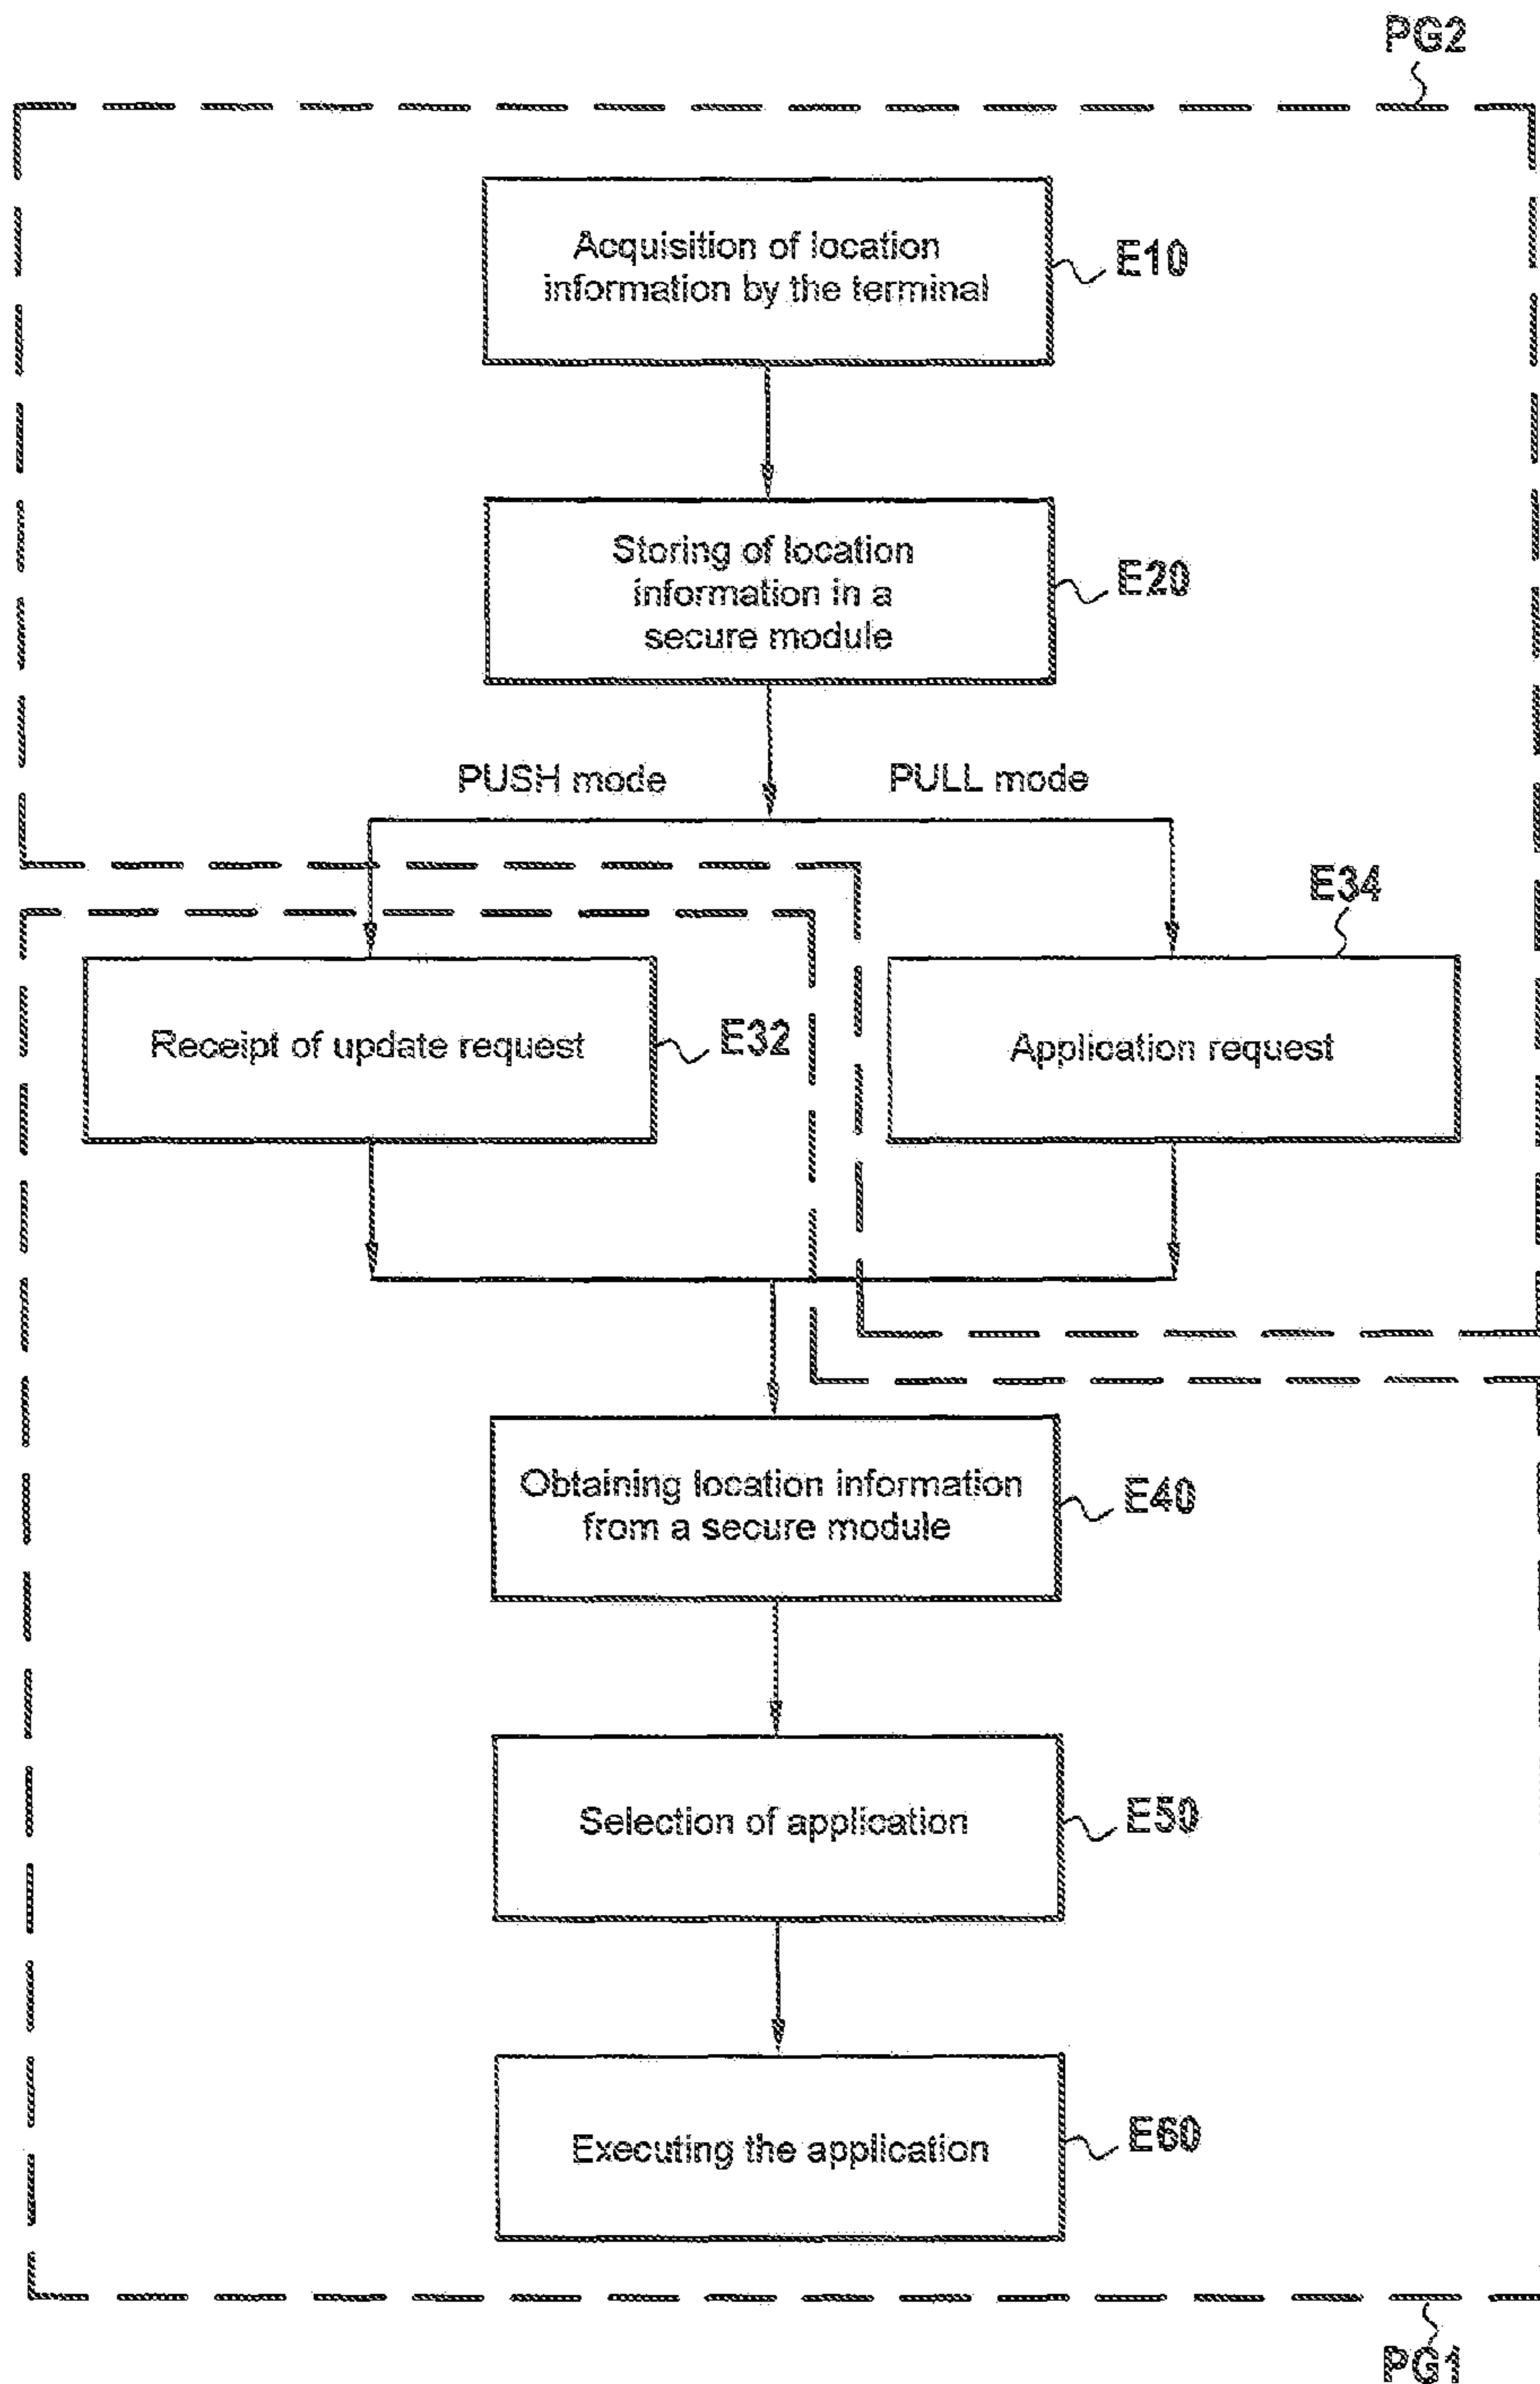 PG2
Acquisition of location
information by the terminal
E10
Storing of location
information in a
secure module
E20
PUSH mode
PULL mode
E34
Receipt of update request
E32
Application request
Obtaining location information
from a secure module
E40
Selection of application
E50
Executing the application
E60
PG1